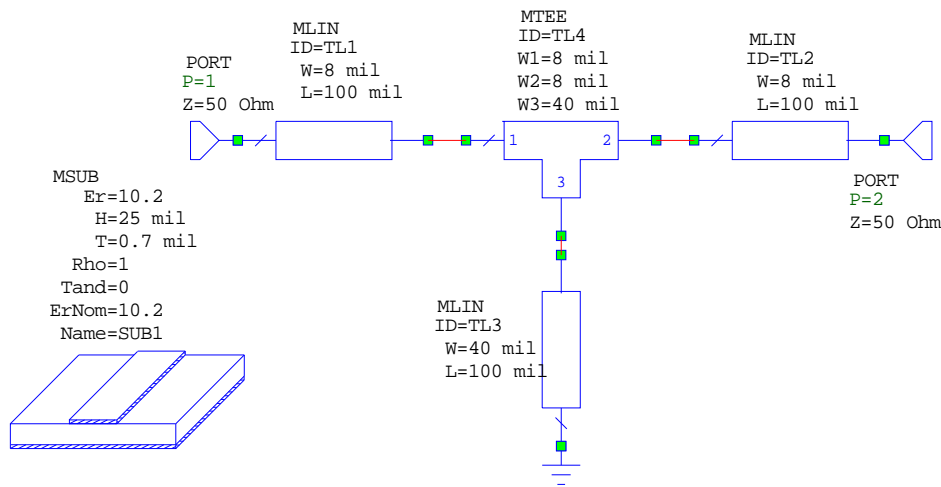 MLIN
ID=TL1
W=8 mil
L=100 mil
MTEE
ID=TL4
W1=8 mil
W2=8 mil
W3=40 mil
MLIN
ID=TL2
W=8 mil
L=100 mil
PORT
P=1
Z=50 Ohm
1
2
3
PORT
P=2
Z=50 Ohm
MSUB
Er=10.2
H=25 mil
T=0.7 mil
Rho=1
Tand=0
ErNom=10.2
Name=SUB1
MLIN
ID=TL3
W=40 mil
L=100 mil